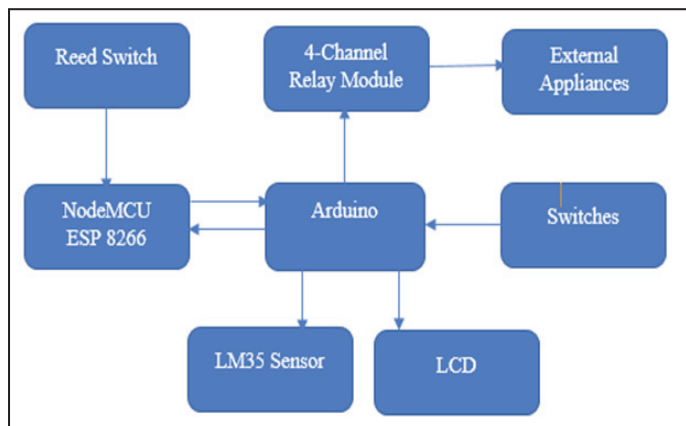 Reed Switch
4-Channel
Relay Module
External
Appliances
NodeMCU
ESP 8266
Arduino
Switches
LM35 Sensor
LCD